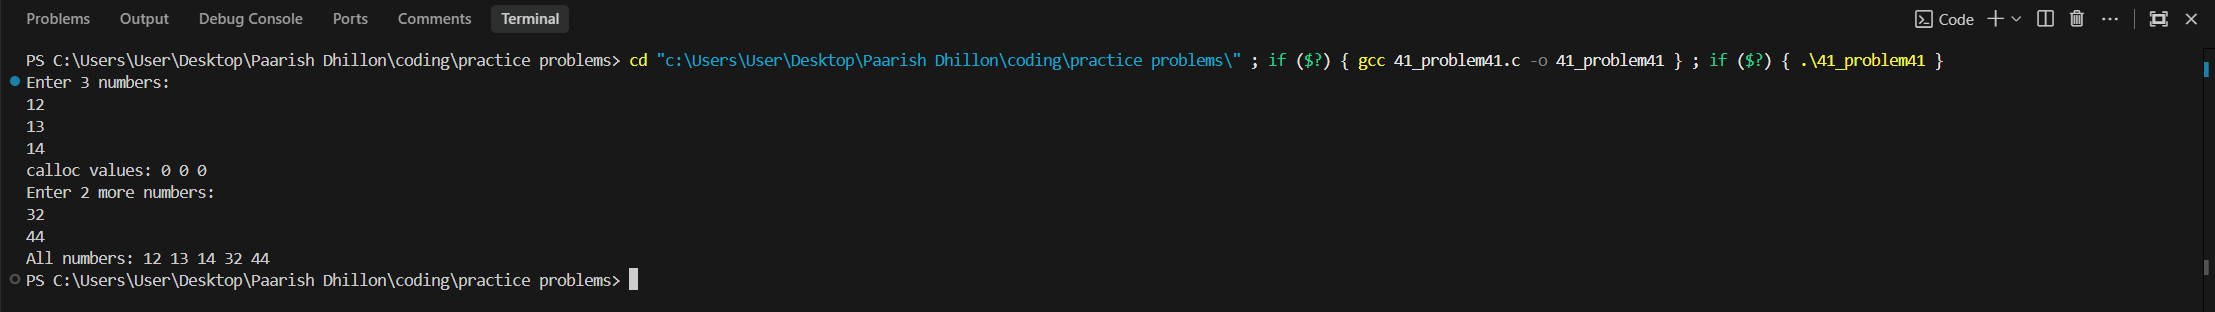 Problems Output Debug Console Ports Comments Terminal Code
PS C:\Users\User\Desktop\Paarish Dhillon\coding\practice problems> cd "c:\Users\User\Desktop\Paarish Dhillon\coding\practice problems\" ; if ($?) { gcc 41_problem41.c -o 41_problem41 } ; if ($?) { .\41_problem41 }
Enter 3 numbers:
12
13
14
calloc values: 0 0 0
Enter 2 more numbers:
32
44
All numbers: 12 13 14 32 44
PS C:\Users\User\Desktop\Paarish Dhillon\coding\practice problems>